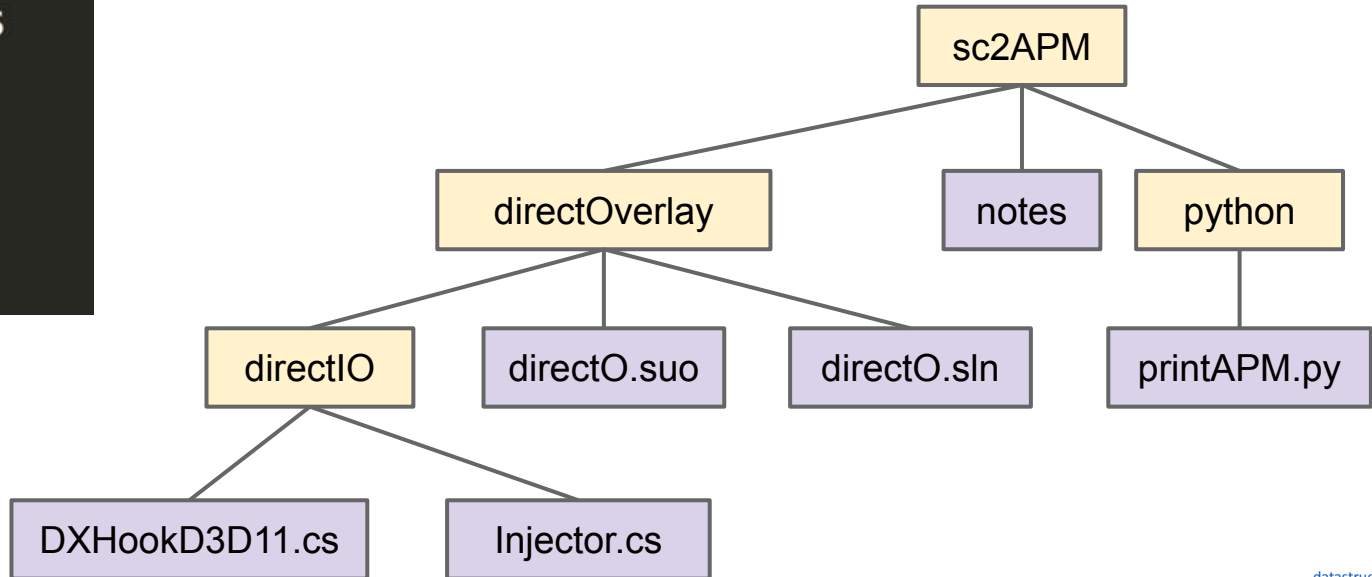 s
sc2APM
directOverlay
notes
python
directIO
directO.suo
directO.sln
printAPM.py
DXHookD3D11.cs
Injector.cs